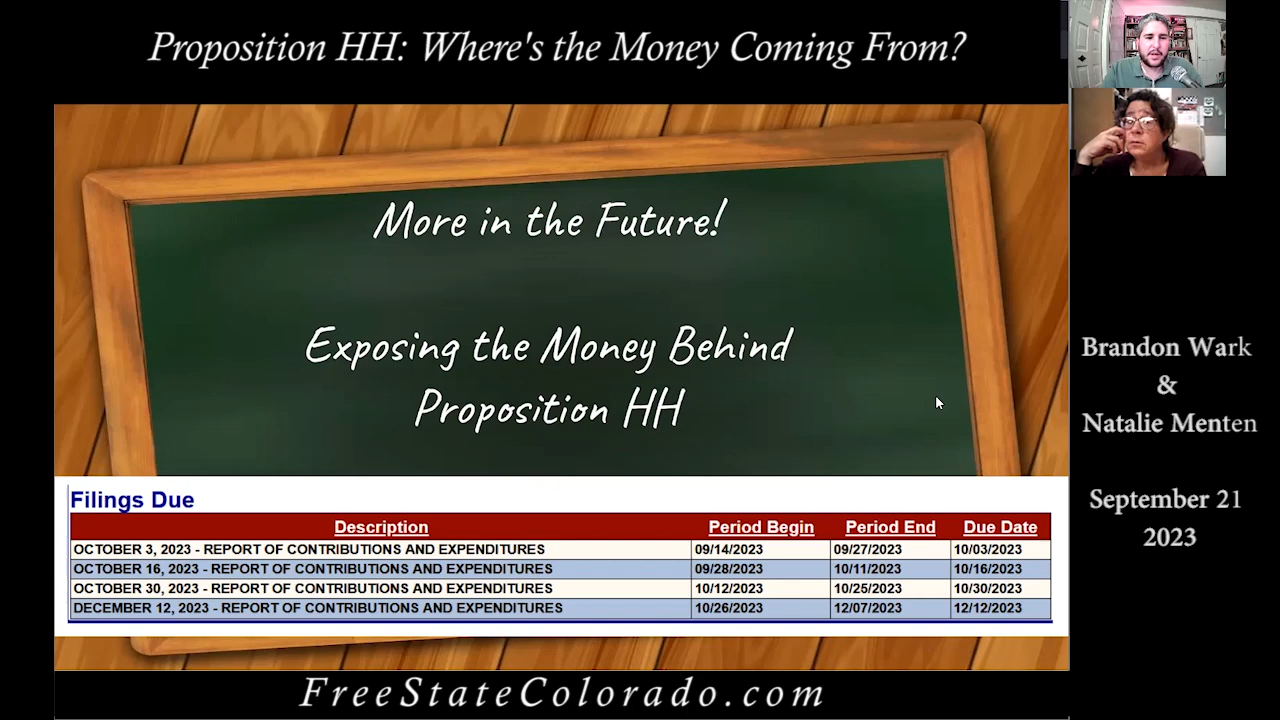 Proposition HH: Where's the Money Coming From?
More in the Future!
Exposing the Money Behind
Proposition HH
Filings Due
Description Period Begin Period End Due Date
OCTOBER 3, 2023 - REPORT OF CONTRIBUTIONS AND EXPENDITURES 09/14/2023 09/27/2023 10/03/2023
OCTOBER 16, 2023 - REPORT OF CONTRIBUTIONS AND EXPENDITURES 09/28/2023 10/11/2023 10/16/2023
OCTOBER 30, 2023 - REPORT OF CONTRIBUTIONS AND EXPENDITURES 10/12/2023 10/25/2023 10/30/2023
DECEMBER 12, 2023 - REPORT OF CONTRIBUTIONS AND EXPENDITURES 10/26/2023 12/07/2023 12/12/2023
Brandon Wark
&
Natalie Menten
September 21
2023
FreeStateColorado.com